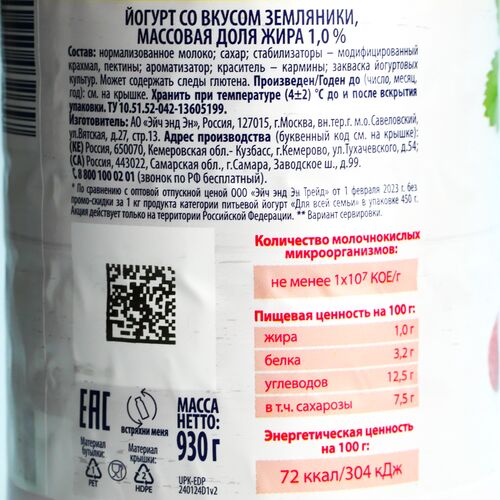 ЙОГУРТ СО ВКУСОМ ЗЕМЛЯНИКИ,
МАССОВАЯ ДОЛЯ ЖИРА 1,0 %
Состав: нормализованное молоко; сахар; стабилизаторы – модифицированный
крахмал, пектины; ароматизатор; краситель – кармины; закваска йогуртовых
культур. Может содержать следы глютена. Произведен/Годен до (число, месяц,
год): см. на крышке. Хранить при температуре (4±2) °С до и после вскрытия
упаковки. ТУ 10.51.52-042-13605199.
Изготовитель: АО «Эйч энд Эн», Россия, 127015, г.Москва, вн.тер.г. м.о. Савеловский,
ул.Вятская, д.27, стр.13. Адрес производства (буквенный код см. на крышке):
(КЕ) Россия, 650070, Кемеровская обл.- Кузбасс, г.Кемерово, ул.Тухачевского, д.54;
(СА) Россия, 443022, Самарская обл., г.Самара, Заводское ш., д.99.
8 800 100 02 01 (звонок по РФ бесплатный).
* По сравнению с оптовой отпускной ценой ООО «Эйч энд Эн Трейд» от 1 февраля 2023 г. без
промо-скидки за 1 кг продукта категории питьевой йогурт «Для всей семьи» в упаковке 450 г.
Акция действует только на территории Российской Федерации. ** Вариант сервировки.
Количество молочнокислых
микроорганизмов:
не менее 1x10⁷ КОЕ/г
Пищевая ценность на 100 г:
жира 1,0 г
белка 3,2 г
углеводов 12,5 г
в т.ч. сахарозы 7,5 г
Энергетическая ценность
на 100 г:
72 ккал/304 кДж
EAC
встряхни меня
МАССА
НЕТТО:
930 г
Материал
бутылки:
1
PET
Материал
крышки:
2
HDPE
UPK-EDP
240124D1v2